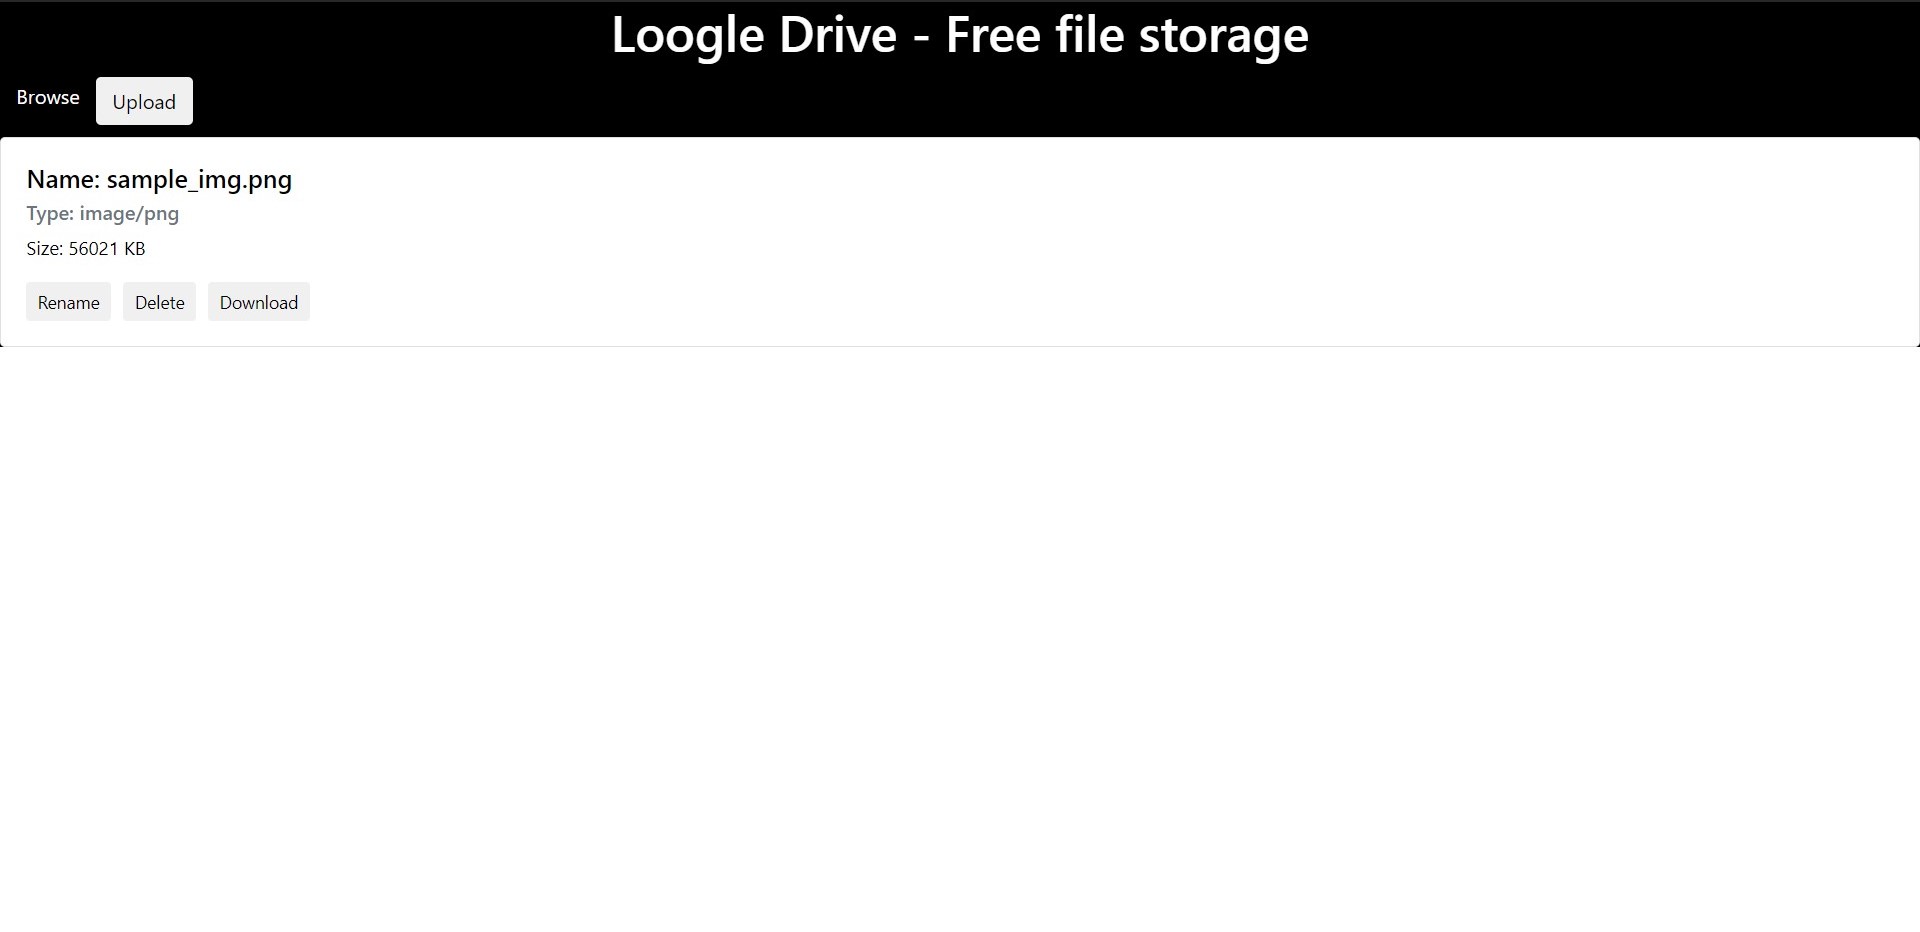 Loogle Drive - Free file storage
Browse Upload
Name: sample_img.png
Type: image/png
Size: 56021 KB
Rename Delete Download